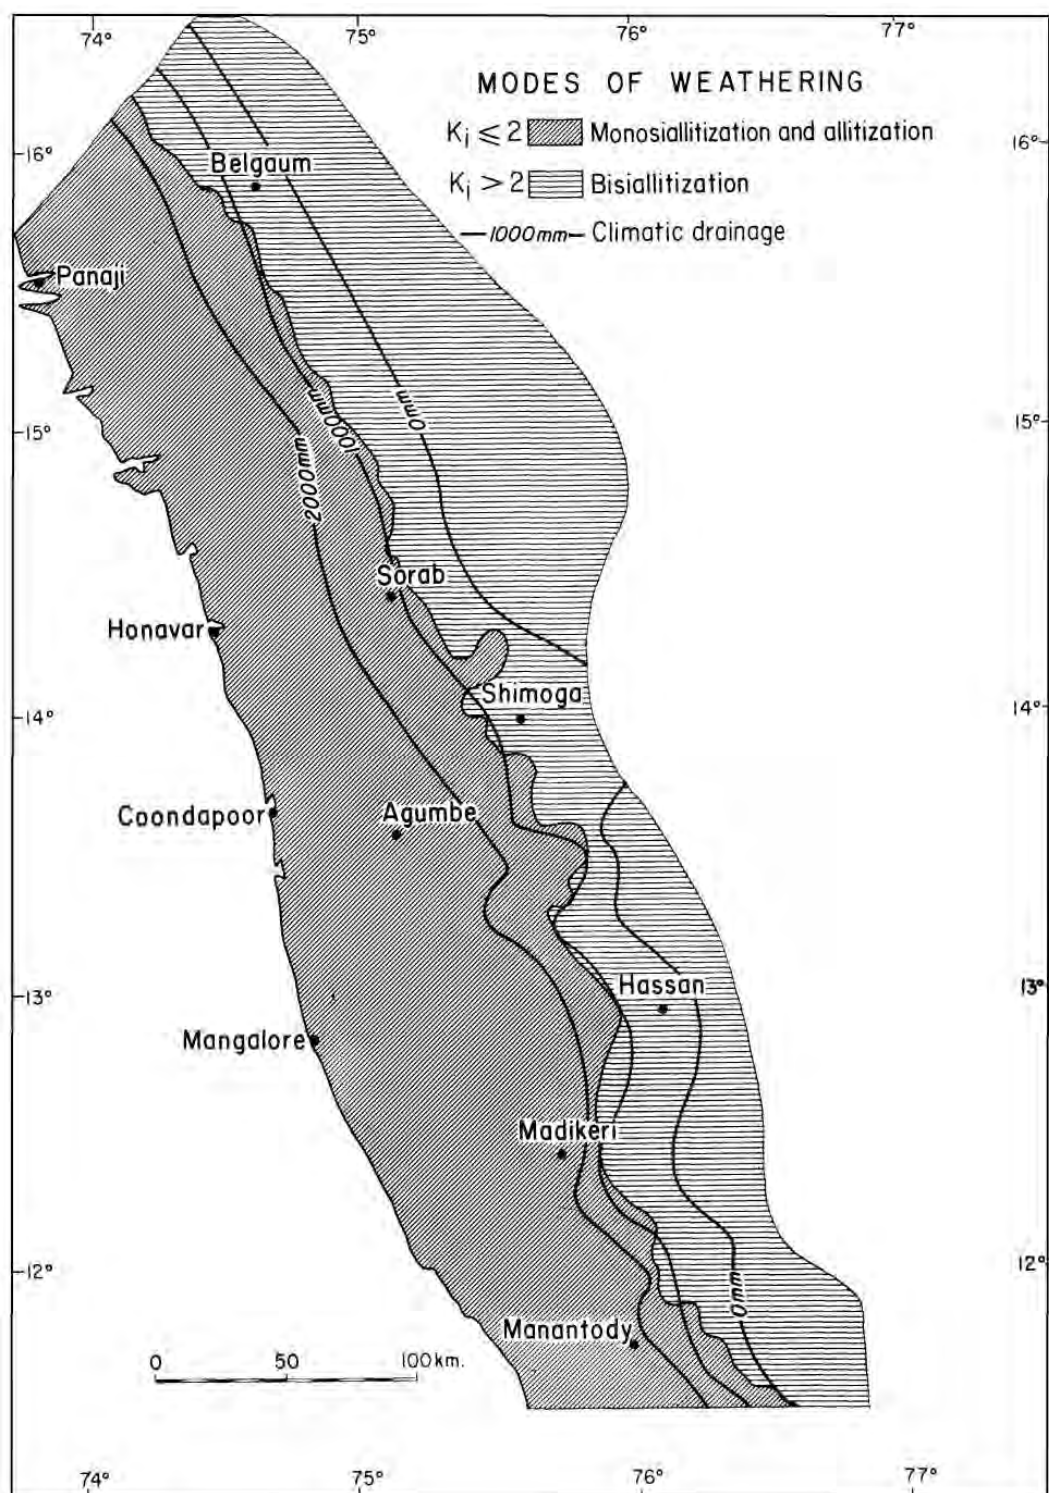 74° 75° 76° 77°
MODES OF WEATHERING
Ki ≤ 2 Monosiallitization and allitization
Ki > 2 Bisiallitization
—1000mm— Climatic drainage
16° 16°
Belgaum
Panaji
0mm
1000mm
2000mm
15° 15°
Sorab
Honavar
Shimoga
14° 14°
Coondapoor
Agumbe
Hassan
13° 13°
Mangalore
Madikeri
12° 12°
0mm
Manantody
0 50 100 km.
74° 75° 76° 77°